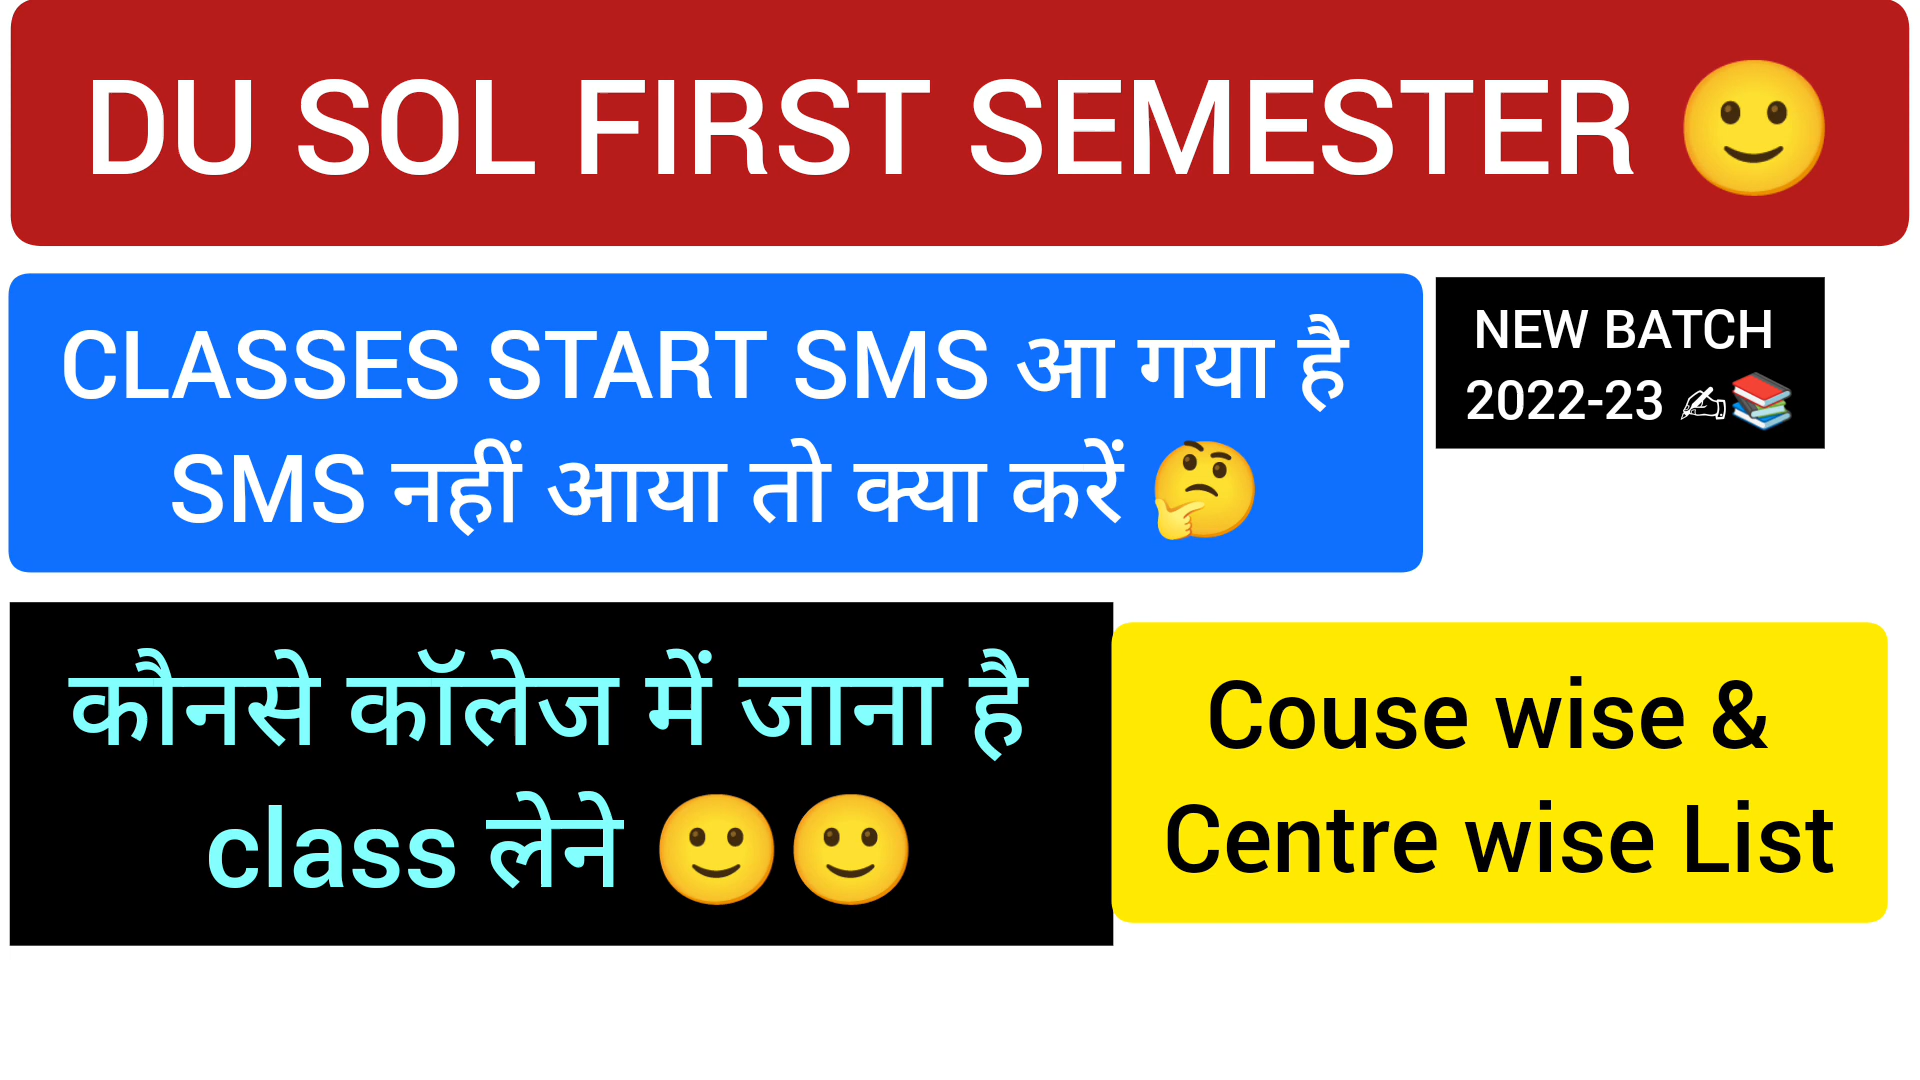 DU SOL FIRST SEMESTER 🙂
CLASSES START SMS आ गया है
SMS नहीं आया तो क्या करें 🤔
NEW BATCH
2022-23 ✍📚
कौनसे कॉलेज में जाना है
class लेने 🙂🙂
Couse wise &
Centre wise List